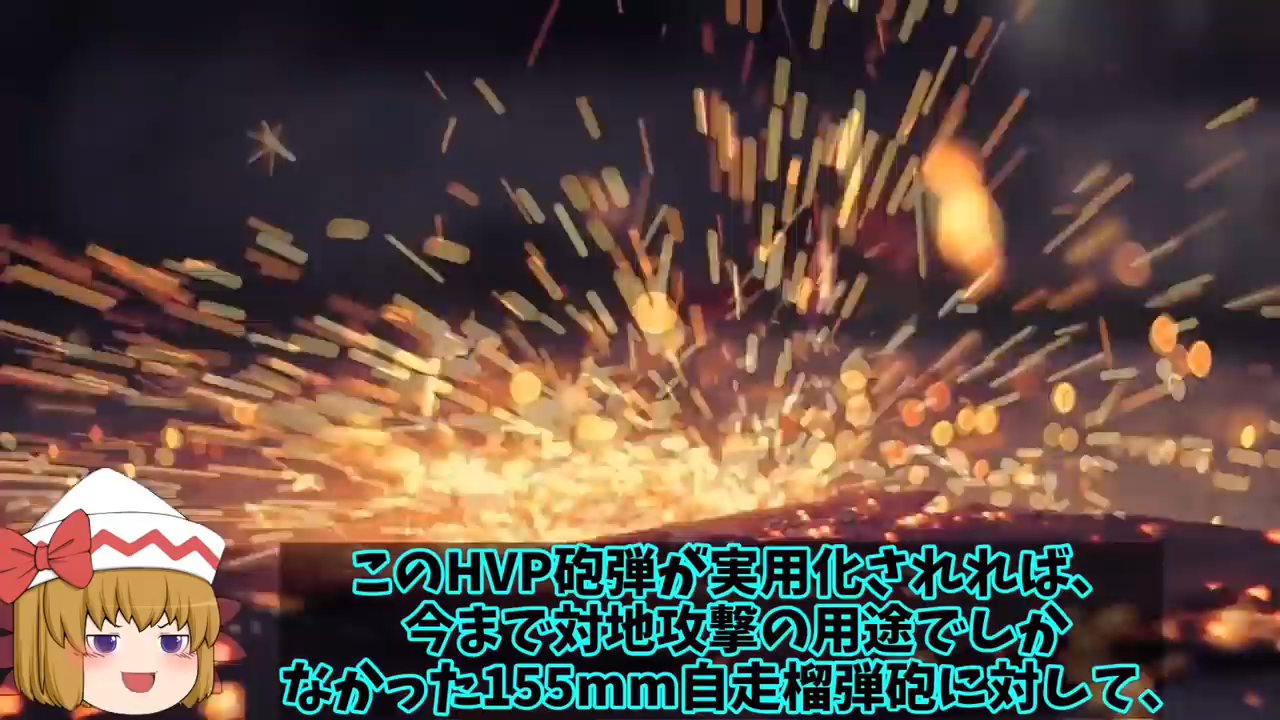 このHVP砲弾が実用化されれば、
今まで対地攻撃の用途でしか
なかった155mm自走榴弾砲に対して、